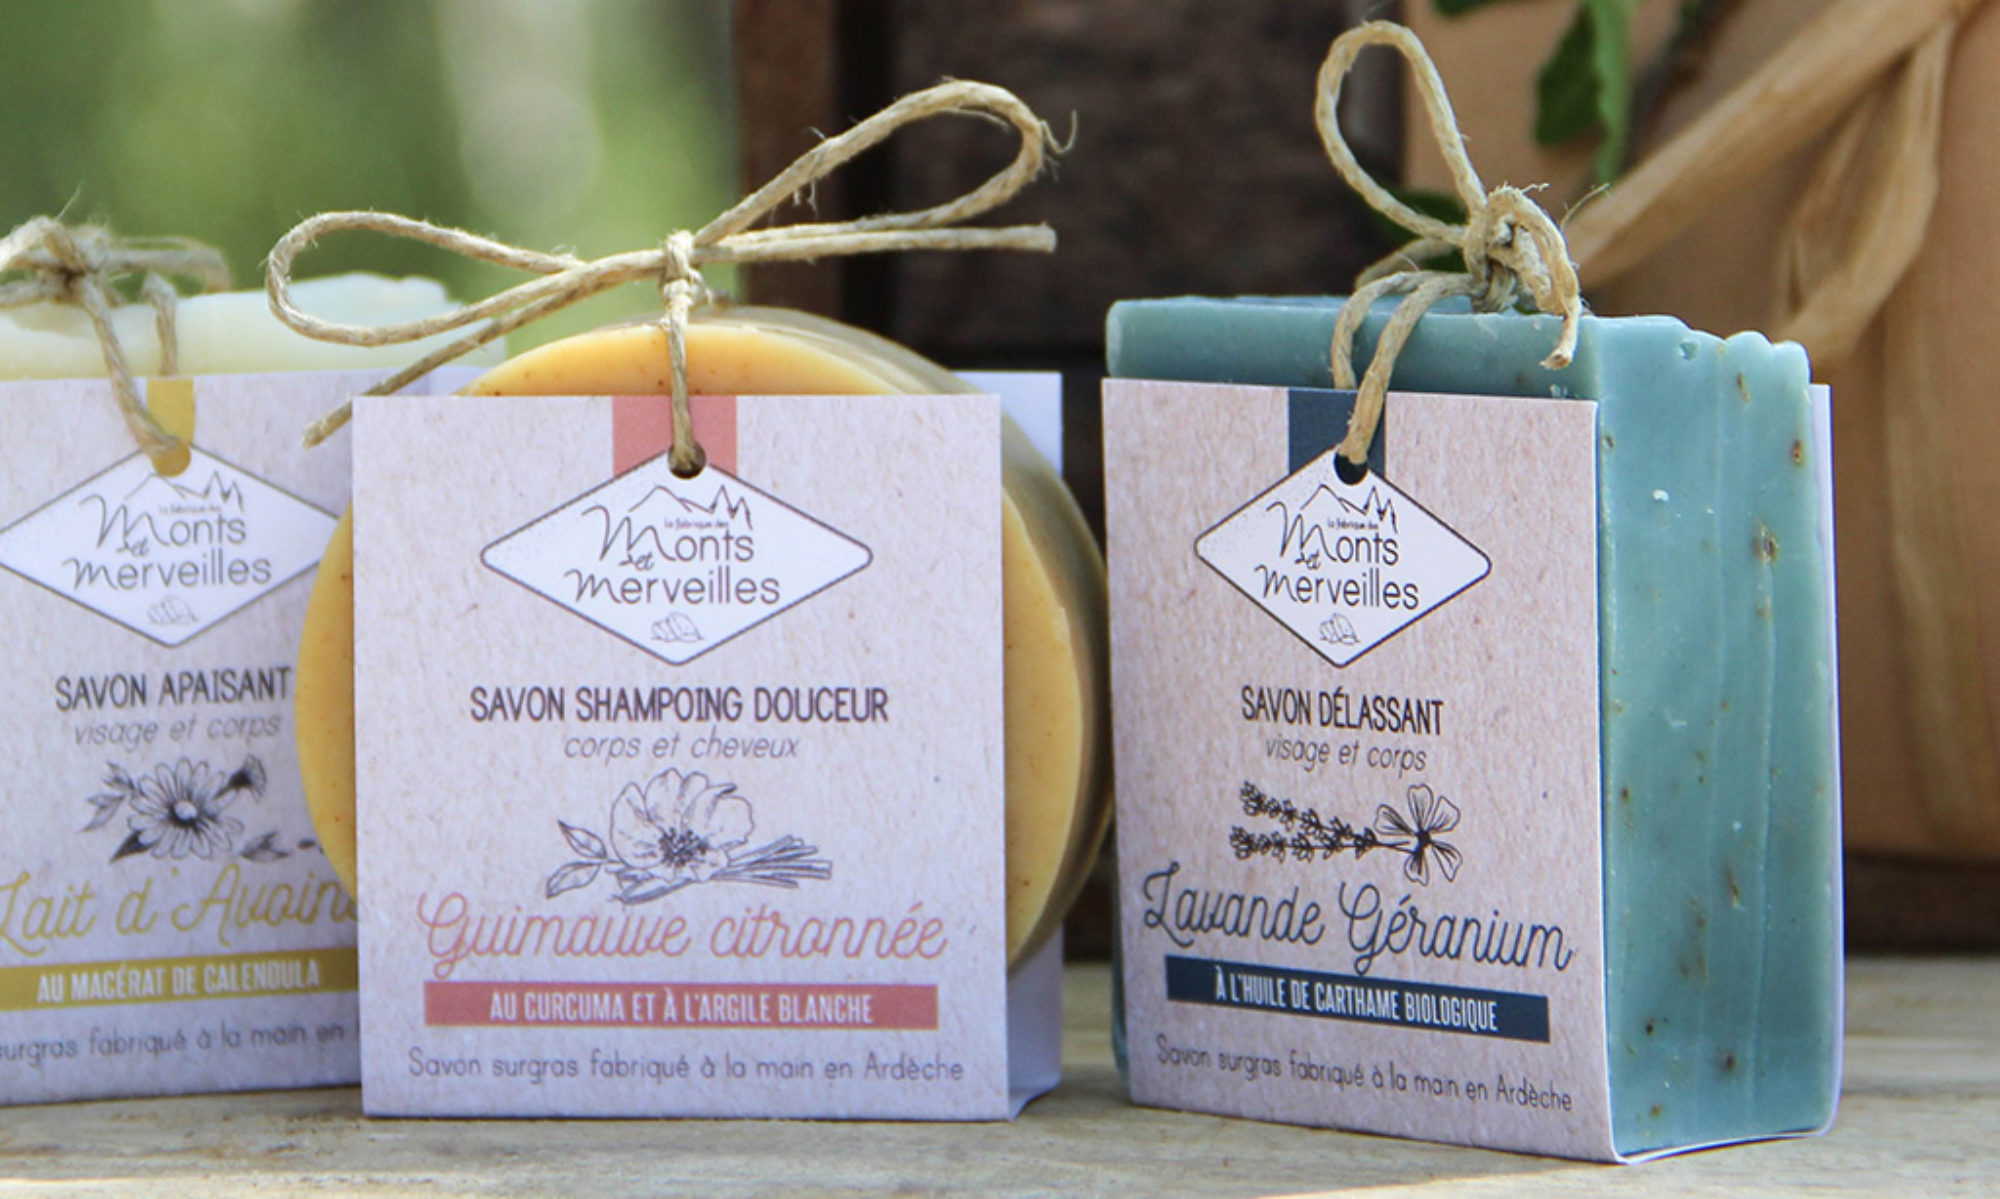 la fabrique des
Monts
et
merveilles
SAVON APAISANT
visage et corps
Lait d'Avoine
AU MACÉRAT DE CALENDULA
surgras fabriqué à la main en
la fabrique des
Monts
et
merveilles
SAVON SHAMPOING DOUCEUR
corps et cheveux
Guimauve citronnée
AU CURCUMA ET À L'ARGILE BLANCHE
Savon surgras fabriqué à la main en Ardèche
la fabrique des
Monts
et
merveilles
SAVON DÉLASSANT
visage et corps
Lavande Géranium
À L'HUILE DE CARTHAME BIOLOGIQUE
Savon surgras fabriqué à la main en Ardèche